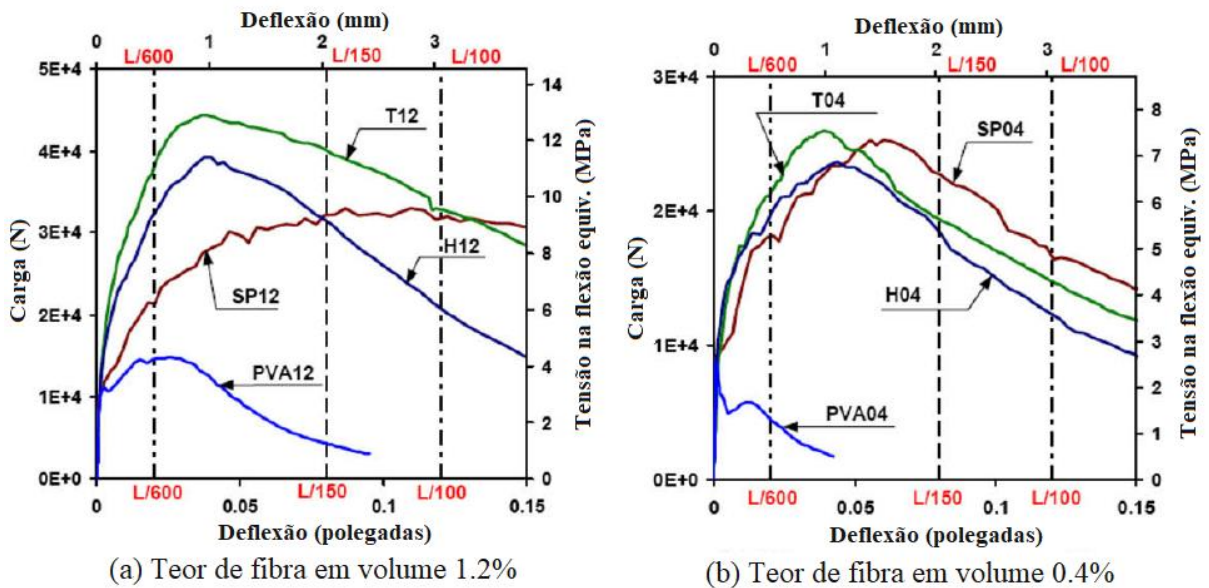 Deflexão (mm)
0 1 2 3
L/600 L/150 L/100
5E+4
4E+4
3E+4
2E+4
1E+4
0E+0
Carga (N)
14
12
10
8
6
4
2
0
Tensão na flexão equiv. (MPa)
T12
H12
SP12
PVA12
L/600 L/150 L/100
0 0.05 0.1 0.15
Deflexão (polegadas)
(a) Teor de fibra em volume 1.2%
Deflexão (mm)
0 1 2 3
L/600 L/150 L/100
3E+4
2E+4
1E+4
0E+0
Carga (N)
8
7
6
5
4
3
2
1
0
Tensão na flexão equiv. (MPa)
T04
SP04
H04
PVA04
L/600 L/150 L/100
0 0.05 0.1 0.15
Deflexão (polegadas)
(b) Teor de fibra em volume 0.4%